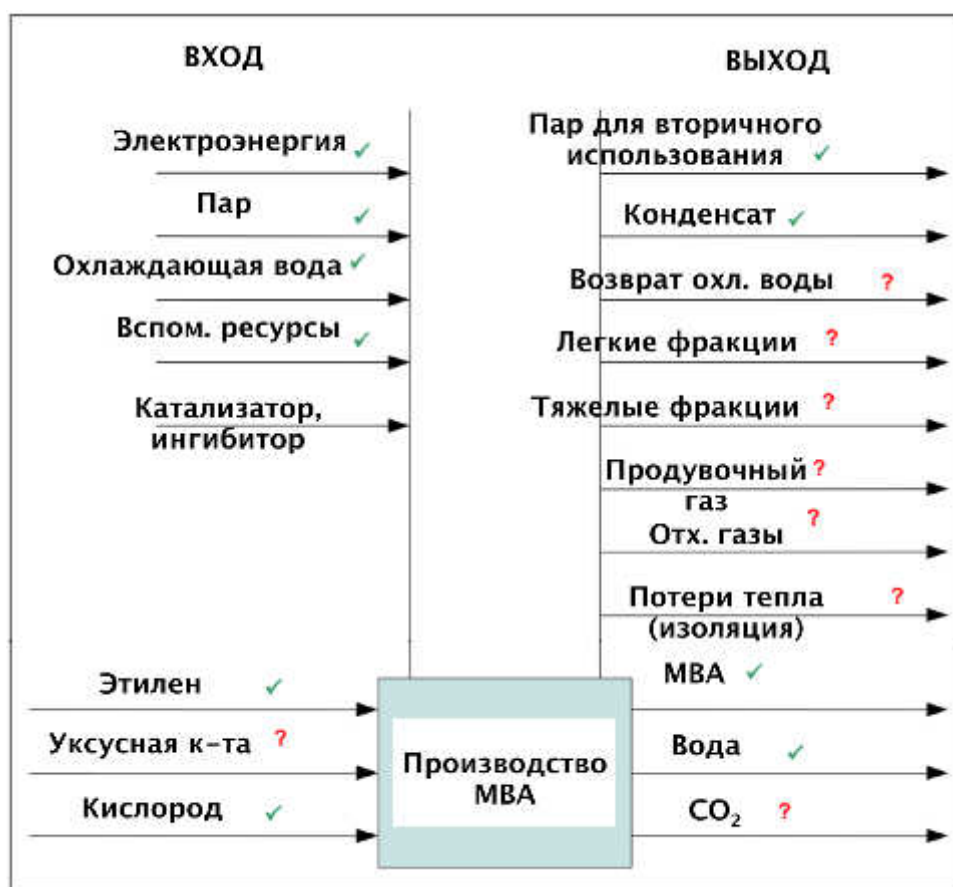 ВХОД
ВЫХОД
Электроэнергия ✓
Пар ✓
Охлаждающая вода ✓
Вспом. ресурсы ✓
Катализатор,
ингибитор
Пар для вторичного
использования ✓
Конденсат ✓
Возврат охл. воды ?
Легкие фракции ?
Тяжелые фракции ?
Продувочный ?
газ
Отх. газы ?
Потери тепла ?
(изоляция)
Этилен ✓
Уксусная к-та ?
Кислород ✓
Производство
МВА
МВА ✓
Вода ✓
CO₂ ?